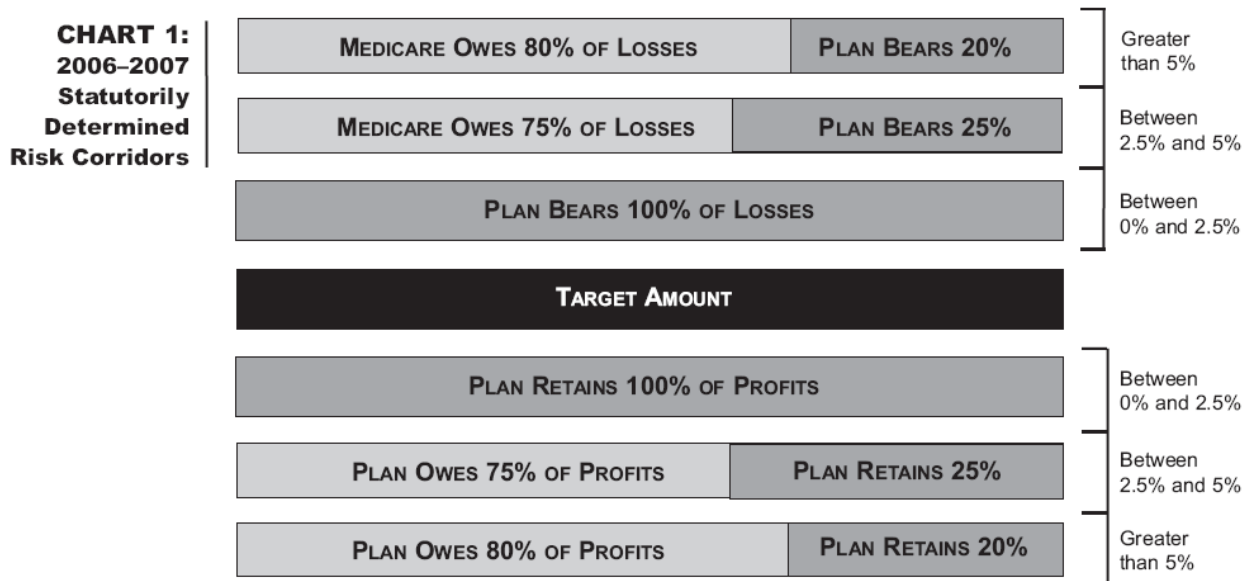 CHART 1:
2006–2007
Statutorily
Determined
Risk Corridors
MEDICARE OWES 80% OF LOSSES
PLAN BEARS 20%
Greater
than 5%
MEDICARE OWES 75% OF LOSSES
PLAN BEARS 25%
Between
2.5% and 5%
PLAN BEARS 100% OF LOSSES
Between
0% and 2.5%
TARGET AMOUNT
PLAN RETAINS 100% OF PROFITS
Between
0% and 2.5%
PLAN OWES 75% OF PROFITS
PLAN RETAINS 25%
Between
2.5% and 5%
PLAN OWES 80% OF PROFITS
PLAN RETAINS 20%
Greater
than 5%